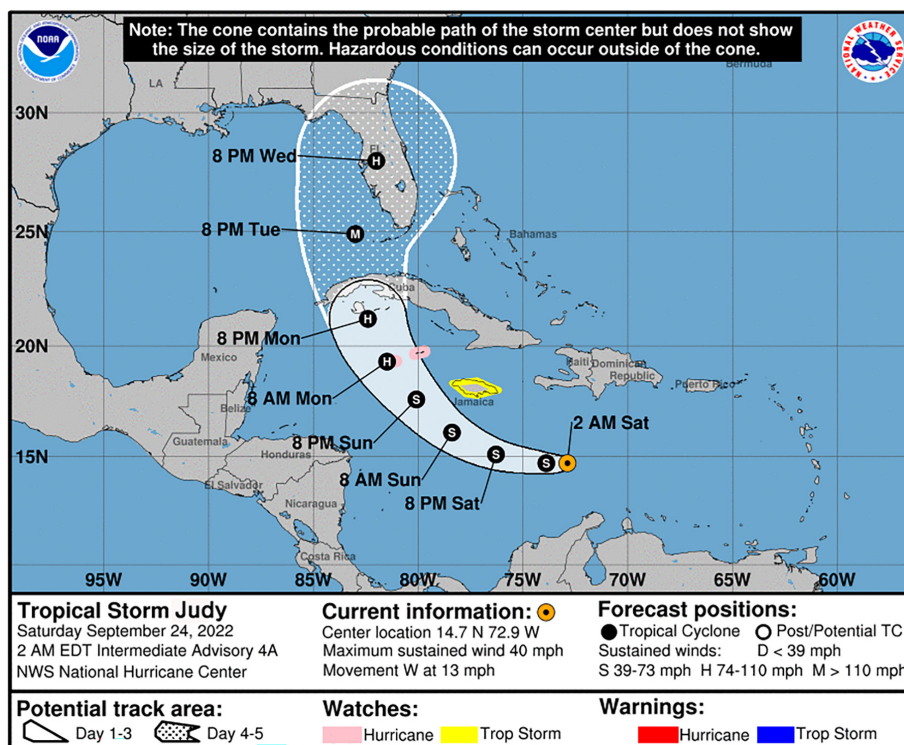 Note: The cone contains the probable path of the storm center but does not show
the size of the storm. Hazardous conditions can occur outside of the cone.
NOAA
NATIONAL WEATHER SERVICE
Bermuda
LA
30N
FL
8 PM Wed
25N
8 PM Tue
Bahamas
Cuba
8 PM Mon
20N
Mexico
Haiti
Dominican
Republic
Puerto Rico
8 AM Mon
Belize
Jamaica
2 AM Sat
8 PM Sun
Guatemala
Honduras
15N
8 AM Sun
El Salvador
8 PM Sat
Nicaragua
Costa Rica
95W 90W 85W 80W 75W 70W 65W 60W
H
M
H
H
S
S
S
S
Tropical Storm Judy
Saturday September 24, 2022
2 AM EDT Intermediate Advisory 4A
NWS National Hurricane Center
Current information:
Center location 14.7 N 72.9 W
Maximum sustained wind 40 mph
Movement W at 13 mph
Forecast positions:
Tropical Cyclone Post/Potential TC
Sustained winds: D < 39 mph
S 39-73 mph H 74-110 mph M > 110 mph
Potential track area:
Day 1-3 Day 4-5
Watches:
Hurricane Trop Storm
Warnings:
Hurricane Trop Storm